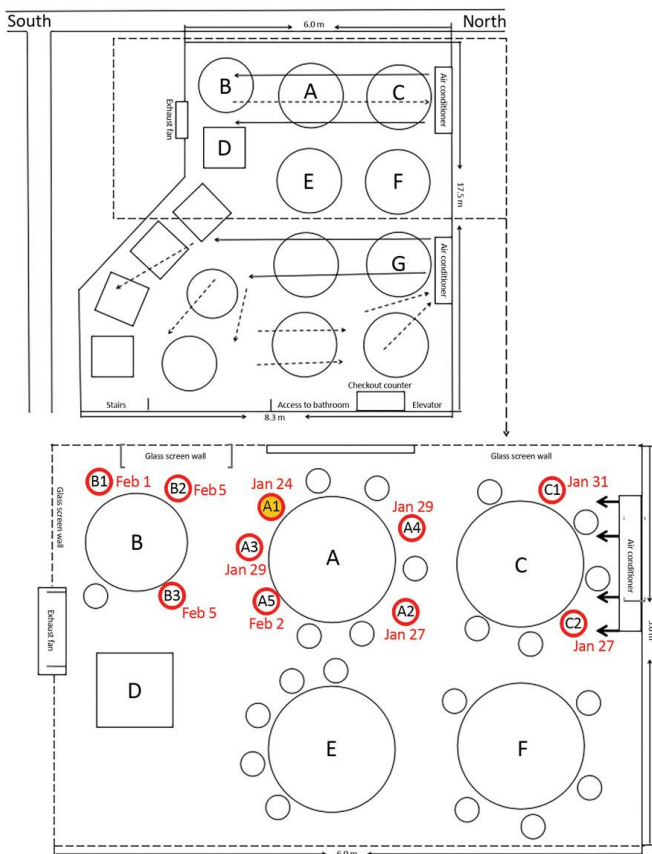 South
North
6.0 m
B
A
C
Air conditioner
Exhaust fan
D
E
F
17.5 m
G
Air conditioner
Checkout counter
Stairs
Access to bathroom
Elevator
8.3 m
Glass screen wall
Glass screen wall
B1 Feb 1
B2 Feb 5
Jan 24
A1
C1 Jan 31
Jan 29
A4
Glass screen wall
B
A3
Jan 29
A
C
Air conditioner
B3
Feb 5
A5
Feb 2
A2
Jan 27
C2
Jan 27
Exhaust fan
D
E
F
6.0 m